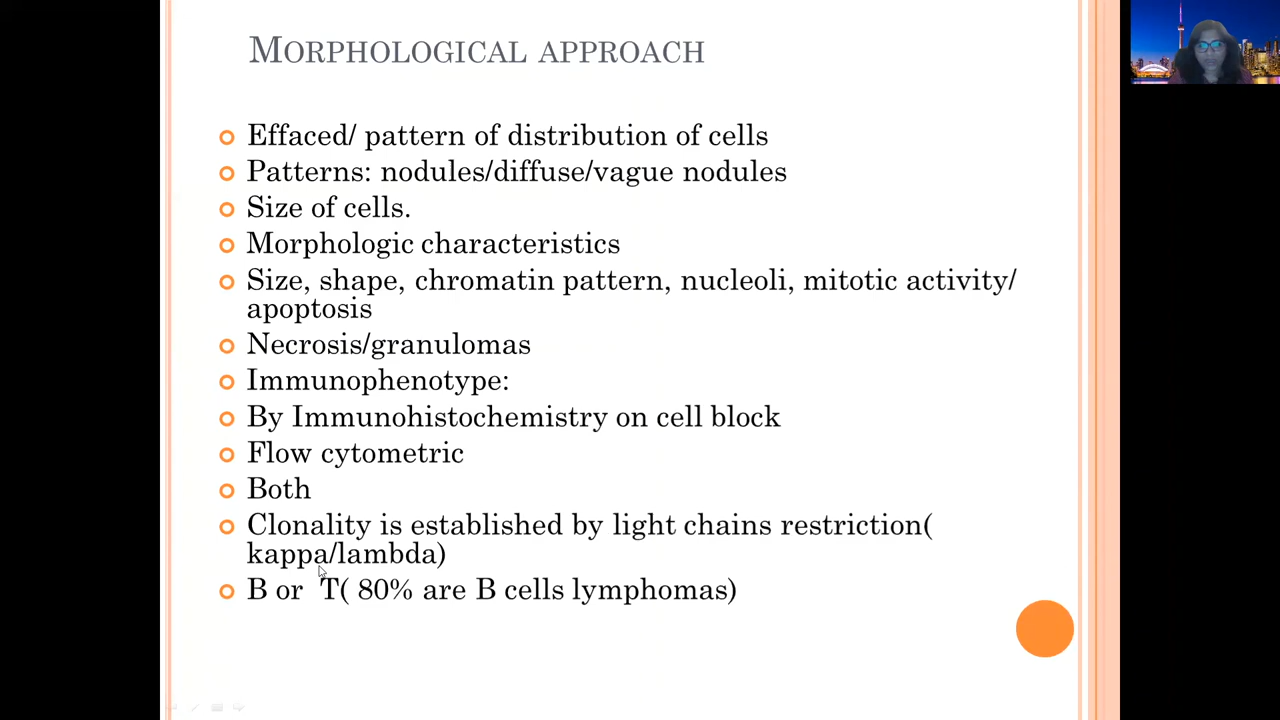 MORPHOLOGICAL APPROACH
Effaced/ pattern of distribution of cells
Patterns: nodules/diffuse/vague nodules
Size of cells.
Morphologic characteristics
Size, shape, chromatin pattern, nucleoli, mitotic activity/
apoptosis
Necrosis/granulomas
Immunophenotype:
By Immunohistochemistry on cell block
Flow cytometric
Both
Clonality is established by light chains restriction(
kappa/lambda)
B or  T( 80% are B cells lymphomas)